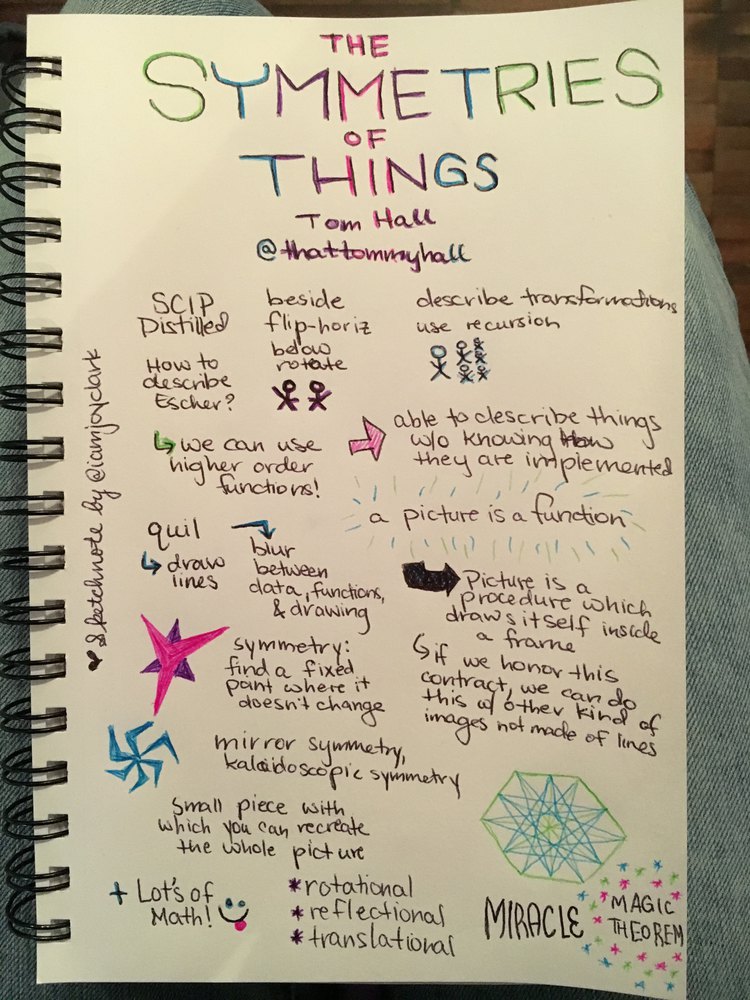 THE
SYMMETRIES
OF
THINGS
Tom Hall
@thattommyhall
SCIP
Distilled
How to
describe
Escher?
beside
flip-horiz
below
rotate
describe transformations
use recursion
we can use
higher order
functions!
able to describe things
w/o knowing how
they are implemented
a picture is a function
quil
draw
lines
blur
between
data, functions,
& drawing
Picture is a
procedure which
draws itself inside
a frame
if we honor this
contract, we can do
this w/ other kind of
images not made of lines
symmetry:
find a fixed
point where it
doesn't change
mirror symmetry,
kaleidoscopic symmetry
Small piece with
which you can recreate
the whole picture
+ Lot's of
Math!
*rotational
*reflectional
*translational
MIRACLE
MAGIC
THEOREM
♥ Sketchnote by @iamjoyclark